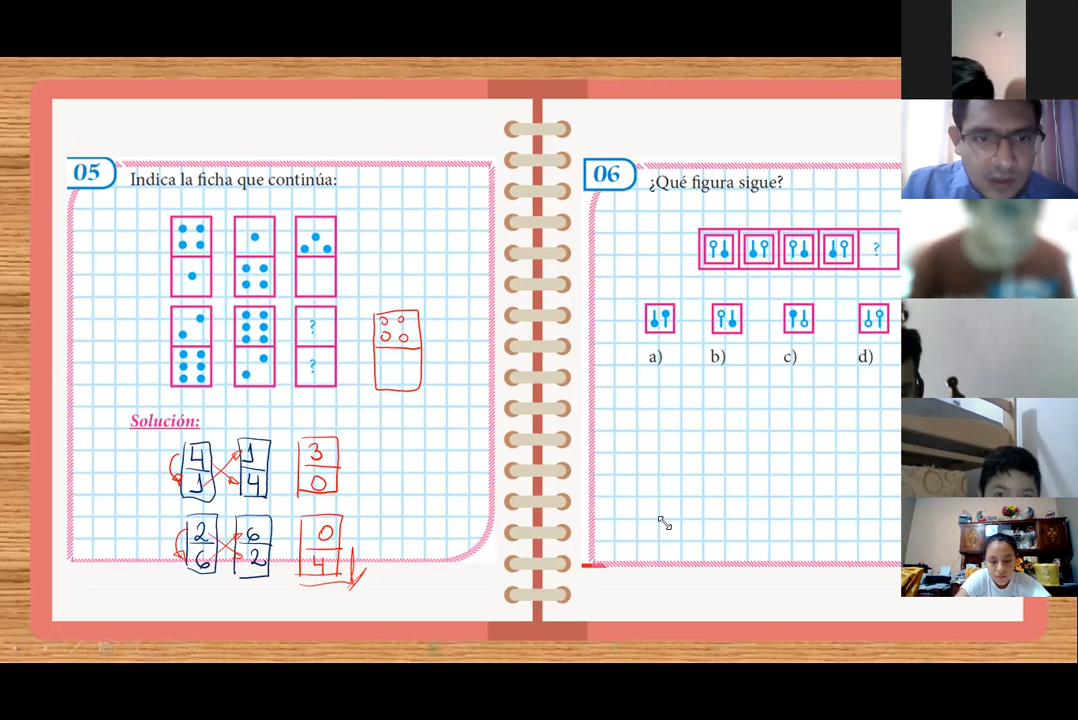 05
Indica la ficha que continúa:
?
?
Solución:
4 1 3
1 4 0
2 6 0
6 2 4
06
¿Qué figura sigue?
?
a) b) c) d)